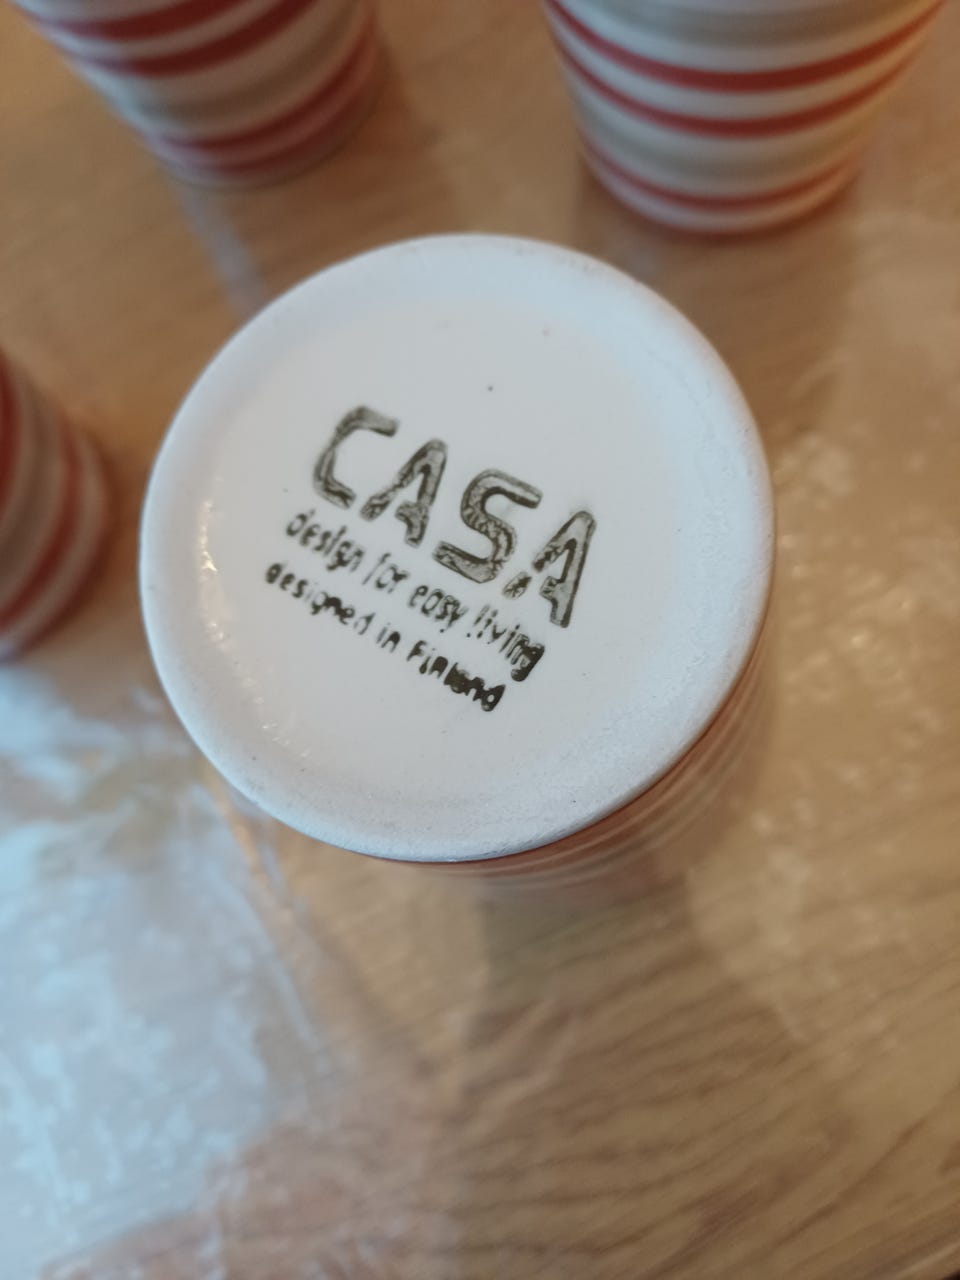 CASA
design for easy living
designed in Finland